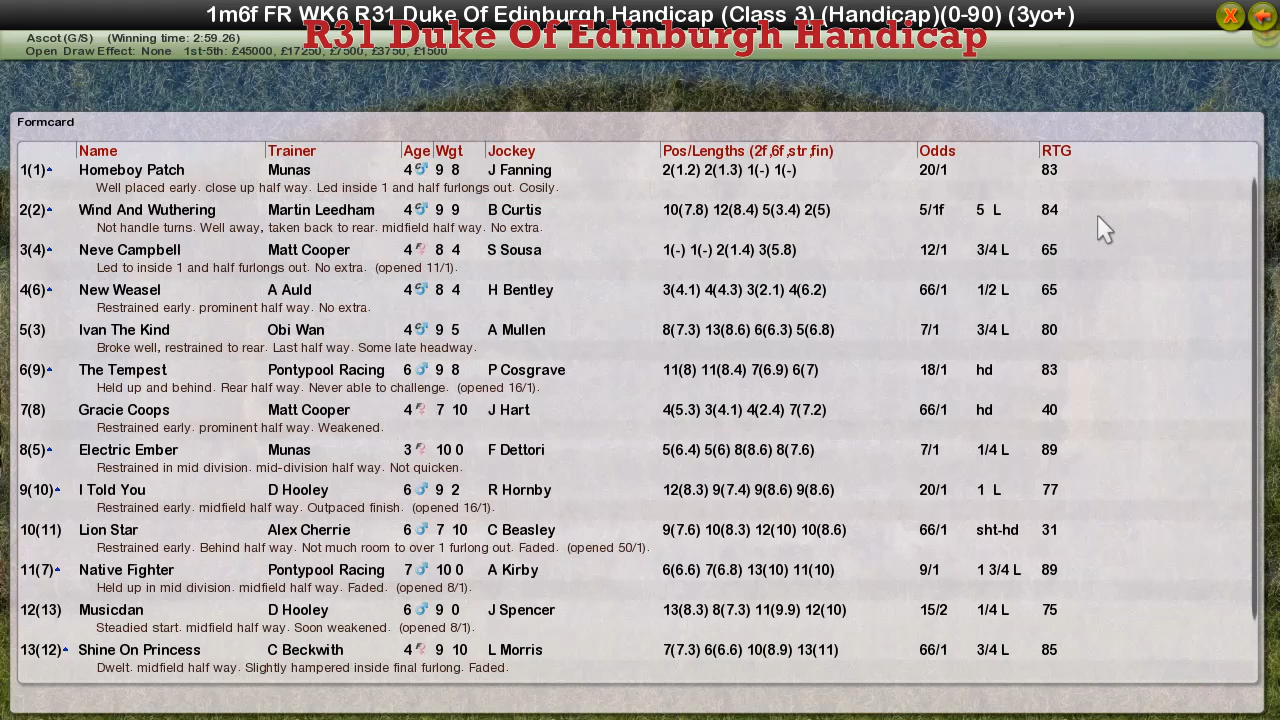 1m6f FR WK6 R31 Duke Of Edinburgh Handicap (Class 3) (Handicap)(0-90) (3yo+)
R31 Duke Of Edinburgh Handicap
Ascot(G/S) (Winning time: 2:59.26)
Open Draw Effect: None 1st-5th: £45000, £17250, £7500, £3750, £1500
Formcard
Name Trainer Age Wgt Jockey Pos/Lengths (2f,6f,str,fin) Odds RTG
1(1) Homeboy Patch Munas 4 9 8 J Fanning 2(1.2) 2(1.3) 1(-) 1(-) 20/1 83
Well placed early. close up half way. Led inside 1 and half furlongs out. Cosily.
2(2) Wind And Wuthering Martin Leedham 4 9 9 B Curtis 10(7.8) 12(8.4) 5(3.4) 2(5) 5/1f 5 L 84
Not handle turns. Well away, taken back to rear. midfield half way. No extra.
3(4) Neve Campbell Matt Cooper 4 8 4 S Sousa 1(-) 1(-) 2(1.4) 3(5.8) 12/1 3/4 L 65
Led to inside 1 and half furlongs out. No extra. (opened 11/1).
4(6) New Weasel A Auld 4 8 4 H Bentley 3(4.1) 4(4.3) 3(2.1) 4(6.2) 66/1 1/2 L 65
Restrained early. prominent half way. No extra.
5(3) Ivan The Kind Obi Wan 4 9 5 A Mullen 8(7.3) 13(8.6) 6(6.3) 5(6.8) 7/1 3/4 L 80
Broke well, restrained to rear. Last half way. Some late headway.
6(9) The Tempest Pontypool Racing 6 9 8 P Cosgrave 11(8) 11(8.4) 7(6.9) 6(7) 18/1 hd 83
Held up and behind. Rear half way. Never able to challenge. (opened 16/1).
7(8) Gracie Coops Matt Cooper 4 7 10 J Hart 4(5.3) 3(4.1) 4(2.4) 7(7.2) 66/1 hd 40
Restrained early. prominent half way. Weakened.
8(5) Electric Ember Munas 3 10 0 F Dettori 5(6.4) 5(6) 8(8.6) 8(7.6) 7/1 1/4 L 89
Restrained in mid division. mid-division half way. Not quicken.
9(10) I Told You D Hooley 6 9 2 R Hornby 12(8.3) 9(7.4) 9(8.6) 9(8.6) 20/1 1 L 77
Restrained early. midfield half way. Outpaced finish. (opened 16/1).
10(11) Lion Star Alex Cherrie 6 7 10 C Beasley 9(7.6) 10(8.3) 12(10) 10(8.6) 66/1 sht-hd 31
Restrained early. Behind half way. Not much room to over 1 furlong out. Faded. (opened 50/1).
11(7) Native Fighter Pontypool Racing 7 10 0 A Kirby 6(6.6) 7(6.8) 13(10) 11(10) 9/1 1 3/4 L 89
Held up in mid division. midfield half way. Faded. (opened 8/1).
12(13) Musicdan D Hooley 6 9 0 J Spencer 13(8.3) 8(7.3) 11(9.9) 12(10) 15/2 1/4 L 75
Steadied start. midfield half way. Soon weakened. (opened 8/1).
13(12) Shine On Princess C Beckwith 4 9 10 L Morris 7(7.3) 6(6.6) 10(8.9) 13(11) 66/1 3/4 L 85
Dwelt. midfield half way. Slightly hampered inside final furlong. Faded.